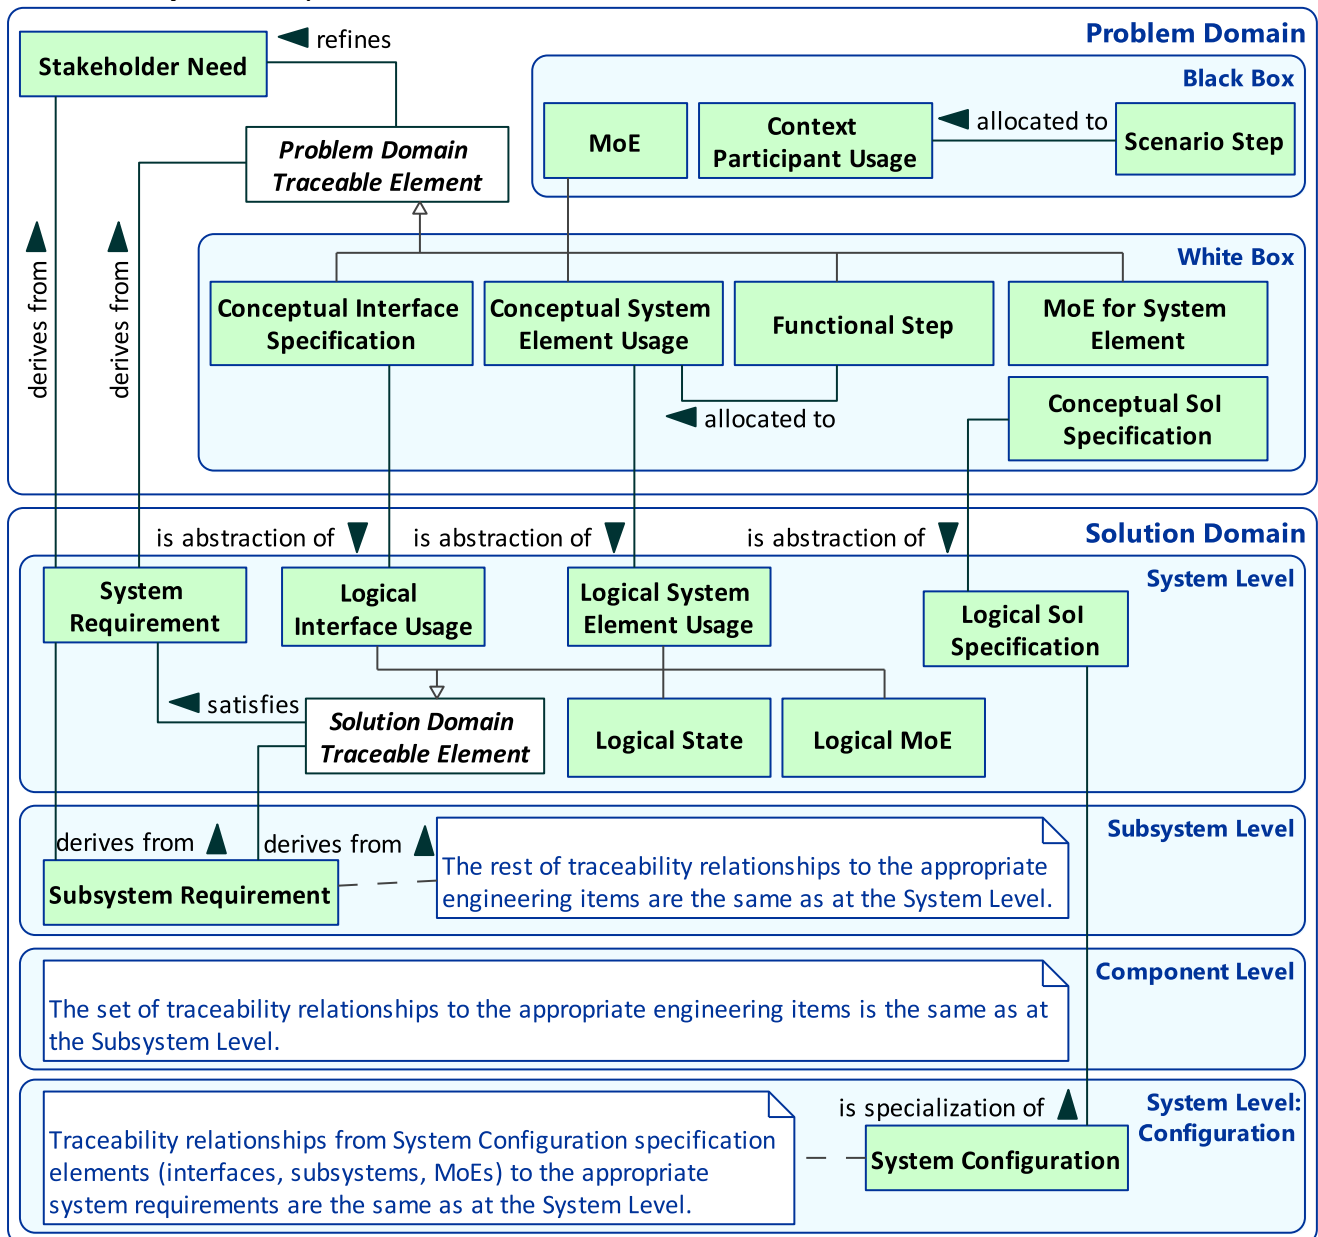 Problem Domain
refines
Stakeholder Need
Black Box
MoE
Context
Participant Usage
allocated to
Scenario Step
Problem Domain
Traceable Element
derives from
derives from
White Box
Conceptual Interface
Specification
Conceptual System
Element Usage
Functional Step
MoE for System
Element
allocated to
Conceptual SoI
Specification
Solution Domain
is abstraction of
is abstraction of
is abstraction of
System Level
System
Requirement
Logical
Interface Usage
Logical System
Element Usage
Logical SoI
Specification
satisfies
Solution Domain
Traceable Element
Logical State
Logical MoE
Subsystem Level
derives from
derives from
Subsystem Requirement
The rest of traceability relationships to the appropriate
engineering items are the same as at the System Level.
Component Level
The set of traceability relationships to the appropriate engineering items is the same as at
the Subsystem Level.
System Level:
Configuration
is specialization of
System Configuration
Traceability relationships from System Configuration specification
elements (interfaces, subsystems, MoEs) to the appropriate
system requirements are the same as at the System Level.